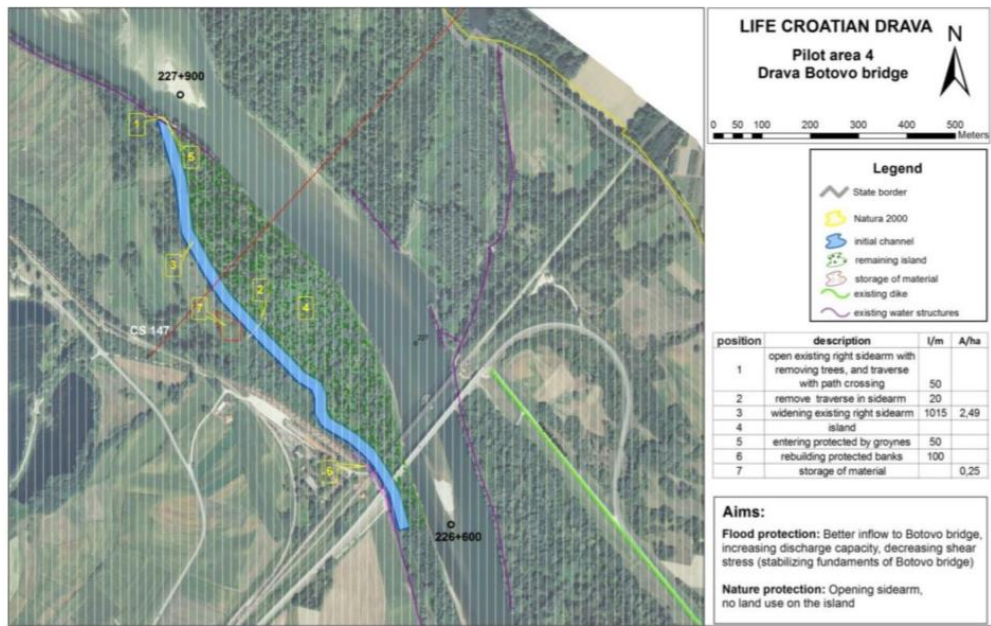 LIFE CROATIAN DRAVA
Pilot area 4
Drava Botovo bridge
N
0 50 100 200 300 400 500
Meters
Legend
State border
Natura 2000
initial channel
remaining island
storage of material
existing dike
existing water structures
position description l/m A/ha
1 open existing right sidearm with
removing trees, and traverse
with path crossing 50
2 remove traverse in sidearm 20
3 widening existing right sidearm 1015 2,49
4 island
5 entering protected by groynes 50
6 rebuilding protected banks 100
7 storage of material 0,25
Aims:
Flood protection: Better inflow to Botovo bridge,
increasing discharge capacity, decreasing shear
stress (stabilizing fundaments of Botovo bridge)
Nature protection: Opening sidearm,
no land use on the island
227+900
1
5
3
2
7
4
CS 147
6
226+600